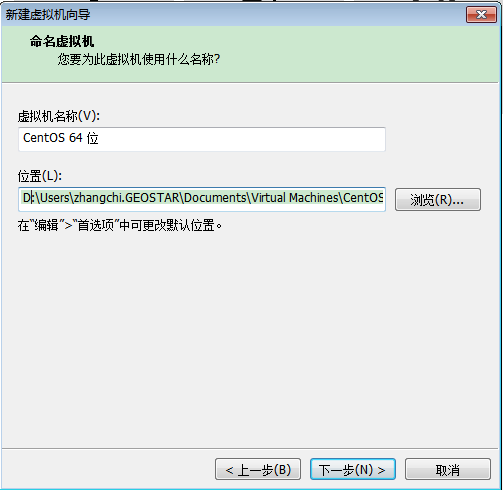 新建虚拟机向导
命名虚拟机
您要为此虚拟机使用什么名称?
虚拟机名称(V):
CentOS 64 位
位置(L):
D:\Users\zhangchi.GEOSTAR\Documents\Virtual Machines\CentOS
浏览(R)...
在“编辑”>“首选项”中可更改默认位置。
< 上一步(B)
下一步(N) >
取消